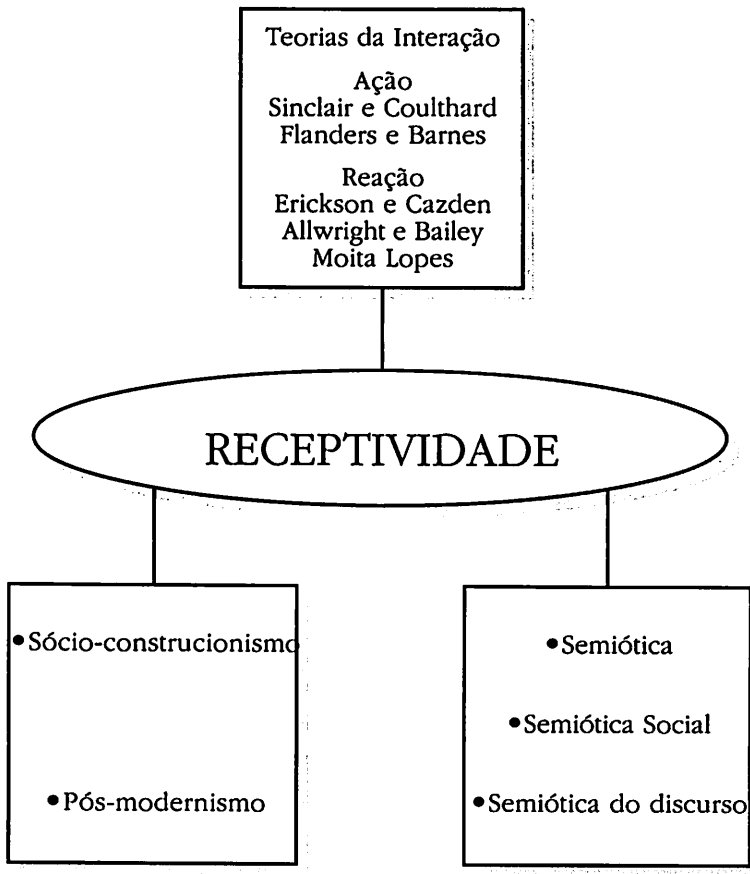 Teorias da Interação
Ação
Sinclair e Coulthard
Flanders e Barnes
Reação
Erickson e Cazden
Allwright e Bailey
Moita Lopes
RECEPTIVIDADE
•Sócio-construcionismo
•Pós-modernismo
•Semiótica
•Semiótica Social
•Semiótica do discurso